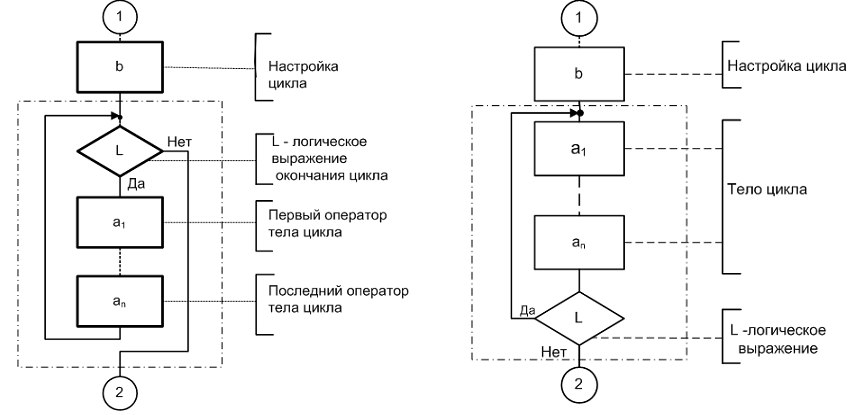 1
b
Настройка
цикла
L
Нет
L - логическое
выражение
окончания цикла
Да
a1
Первый оператор
тела цикла
an
Последний оператор
тела цикла
2
1
b
Настройка цикла
a1
Тело цикла
an
Да
L
L -логическое
выражение
Нет
2